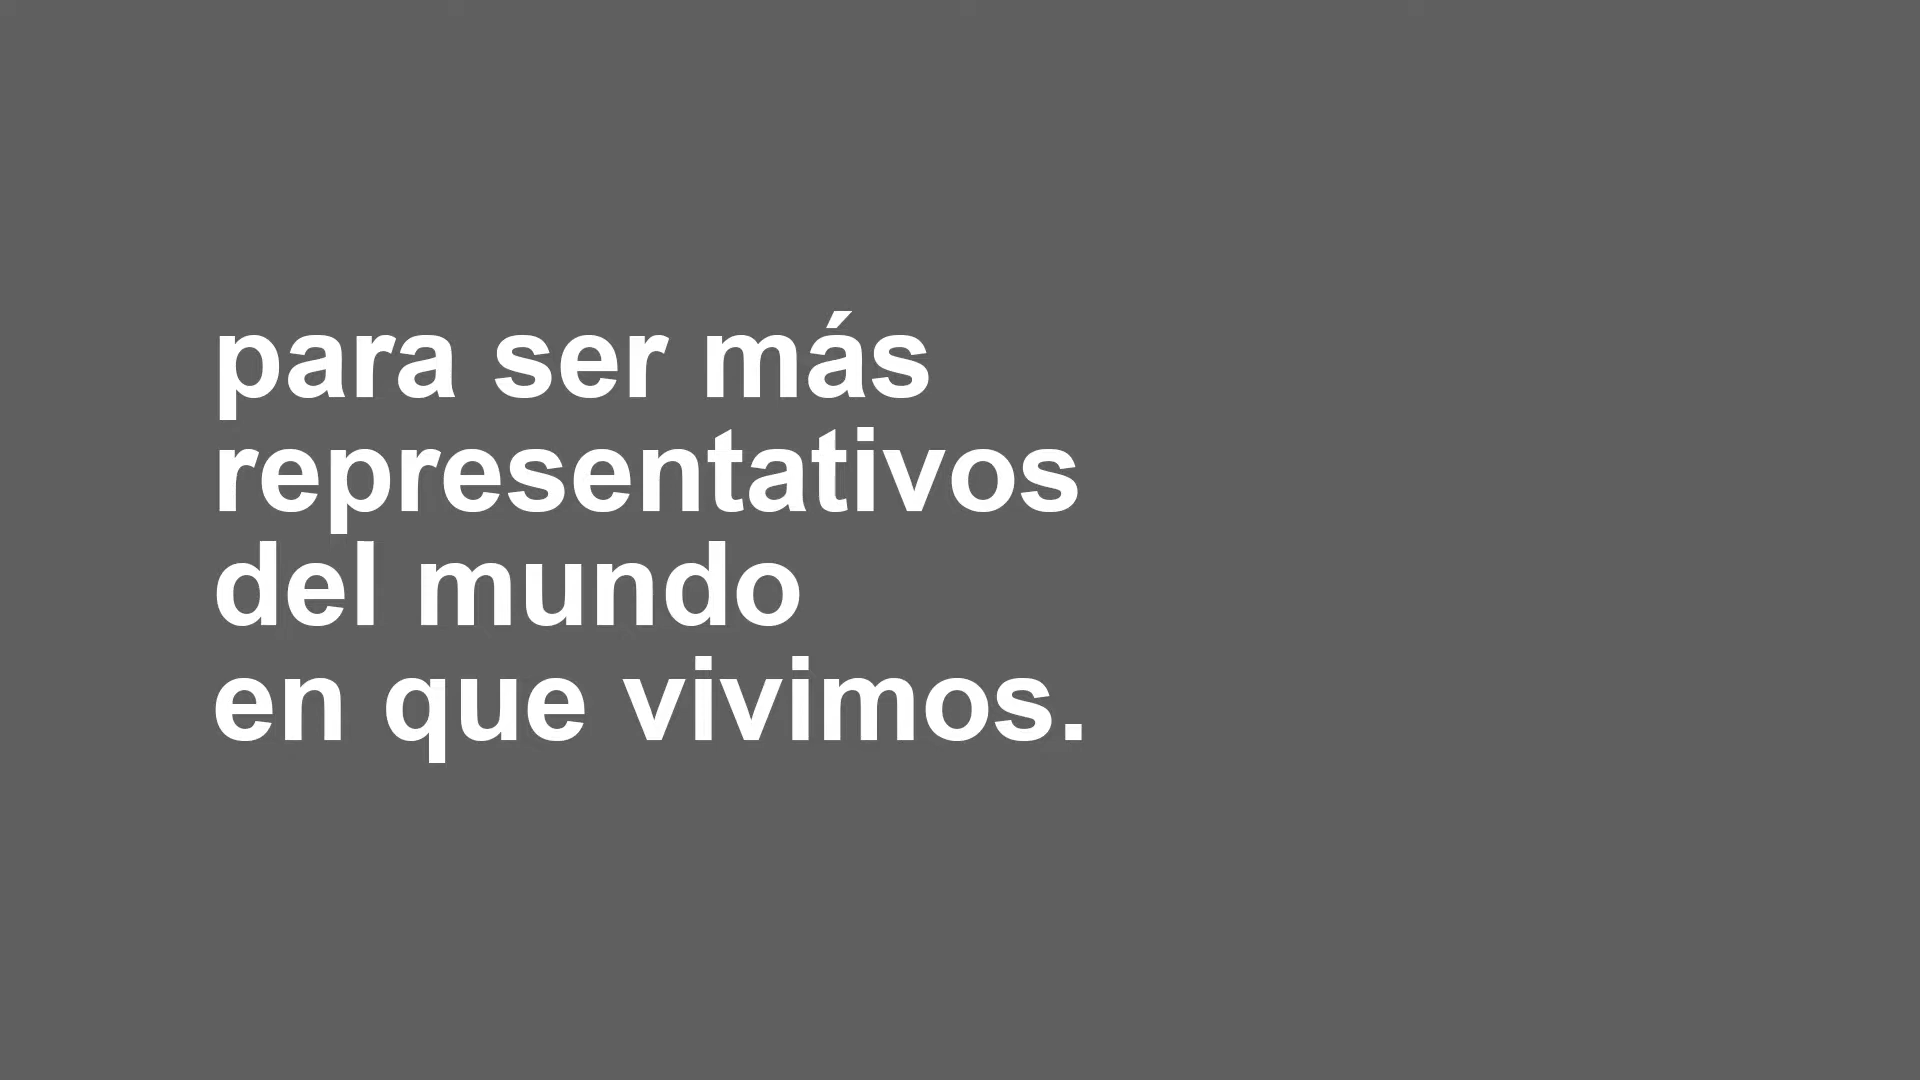 para ser más
representativos
del mundo
en que vivimos.